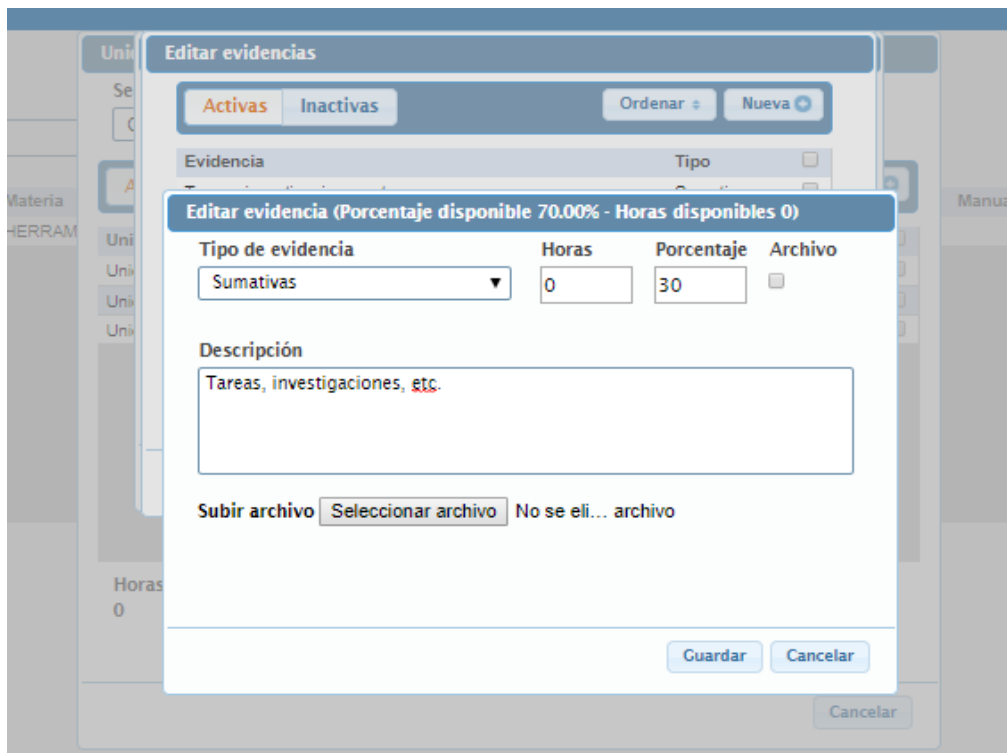 Editar evidencias
Activas Inactivas Ordenar Nueva
Evidencia Tipo
Materia Manua
HERRAM
Editar evidencia (Porcentaje disponible 70.00% - Horas disponibles 0)
Tipo de evidencia Horas Porcentaje Archivo
Sumativas 0 30
Descripción
Tareas, investigaciones, etc.
Subir archivo Seleccionar archivo No se eli... archivo
Horas
0
Guardar Cancelar
Cancelar